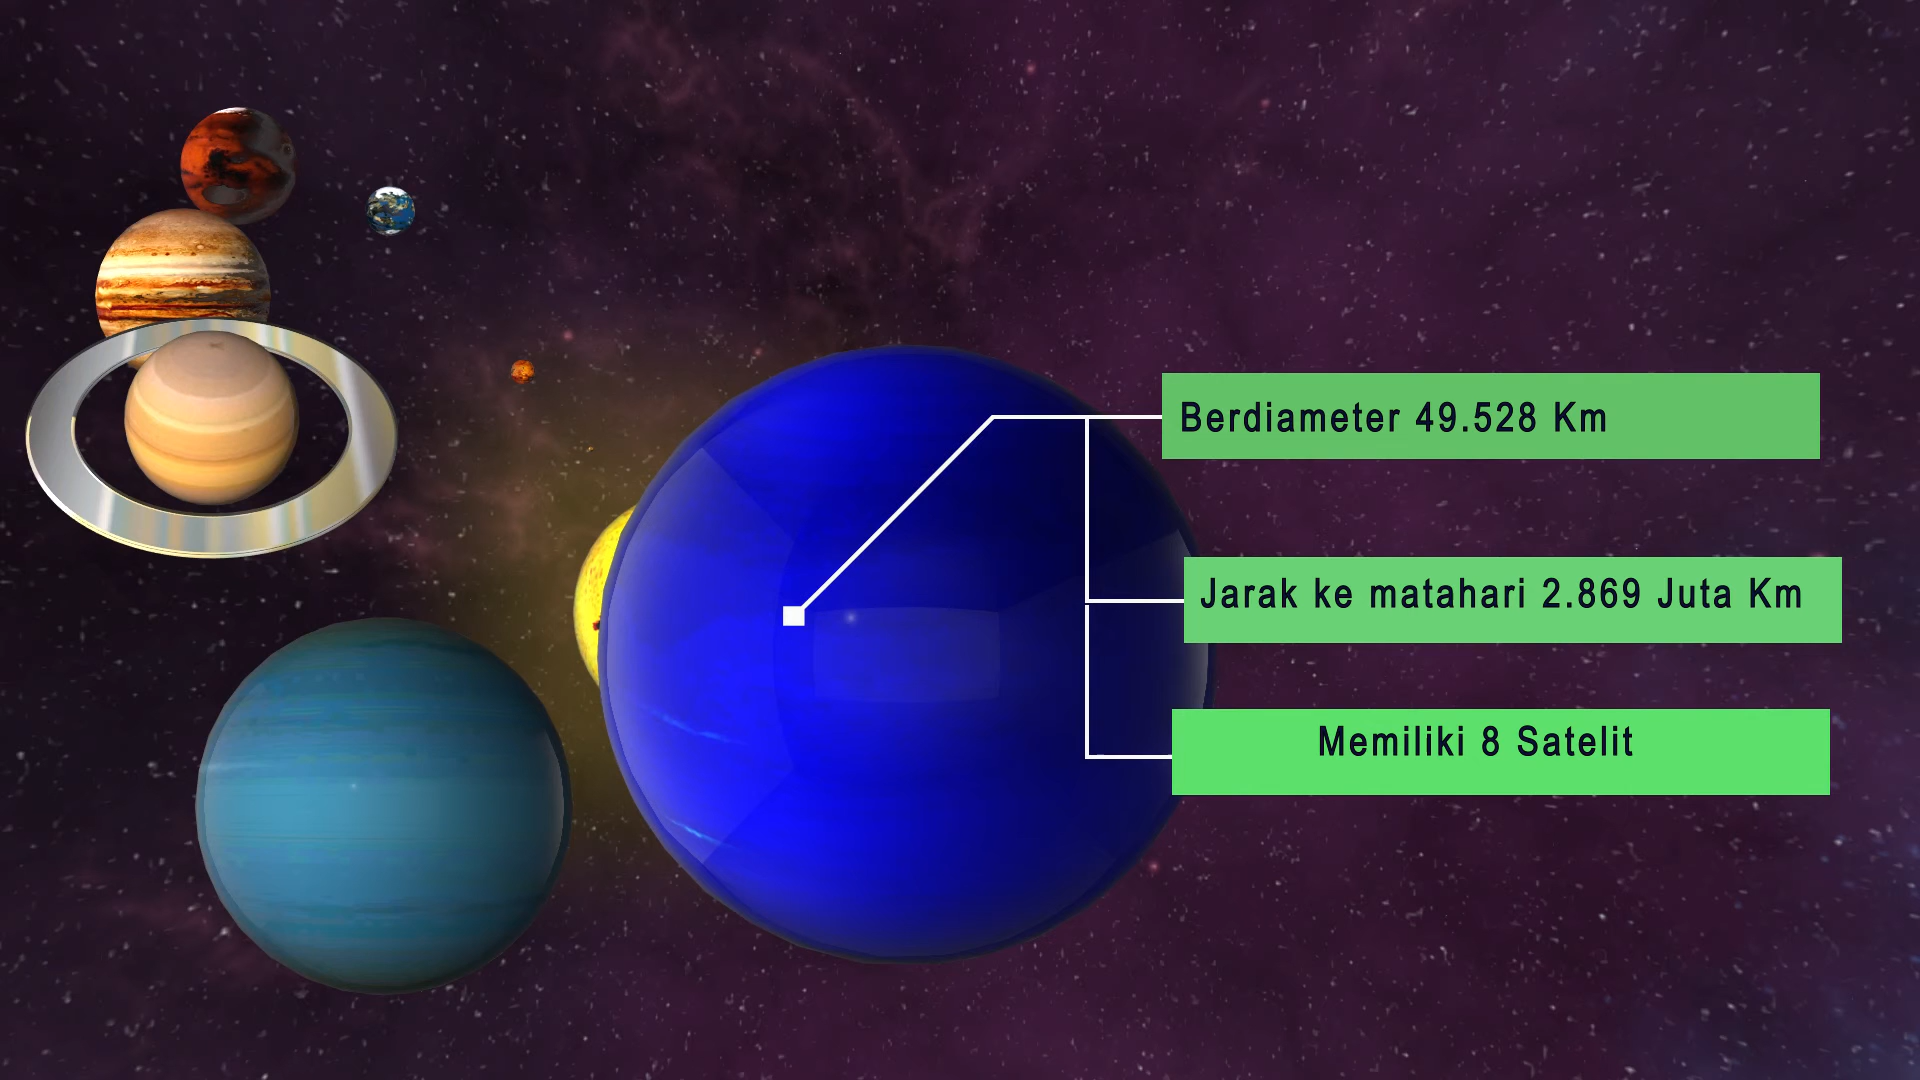 Berdiameter 49.528 Km
Jarak ke matahari 2.869 Juta Km
Memiliki 8 Satelit